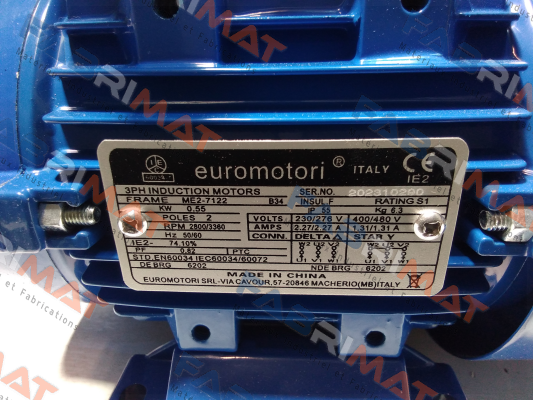 euromotori ® ITALY CE
IE2
3PH INDUCTION MOTORS SER.NO.
FRAME ME2-7122 B34 INSUL.F RATING S1
KW 0,55 IP 55 Kg 6.3
POLES 2 VOLTS 230/276 V 400/480 V
RPM 2800/3360 AMPS 2.27/2.27 A 1.31/1.31 A
Hz 50/60 CONN. DELTA STAR
IE2- 74,10%
PF 0,82 PTC
STD.EN60034 IEC60034/60072
DE BRG 6202 NDE BRG 6202
MADE IN CHINA
EUROMOTORI SRL-VIA CAVOUR,57-20846 MACHERIO(MB)ITALY
FABRIMAT